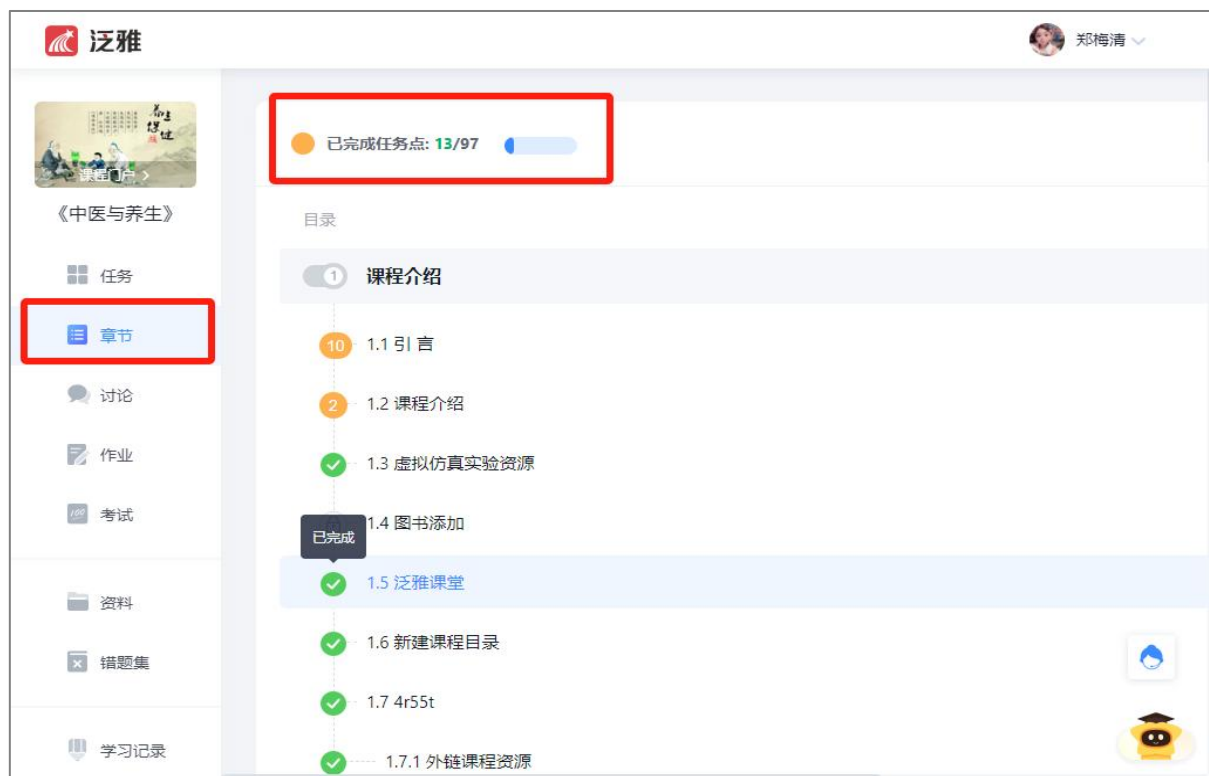 泛雅
郑梅清
养生保健
课程门户 >
《中医与养生》
任务
章节
讨论
作业
100
考试
资料
错题集
学习记录
已完成任务点: 13/97
目录
1 课程介绍
10 1.1 引 言
2 1.2 课程介绍
1.3 虚拟仿真实验资源
1.4 图书添加
已完成
1.5 泛雅课堂
1.6 新建课程目录
1.7 4r55t
1.7.1 外链课程资源